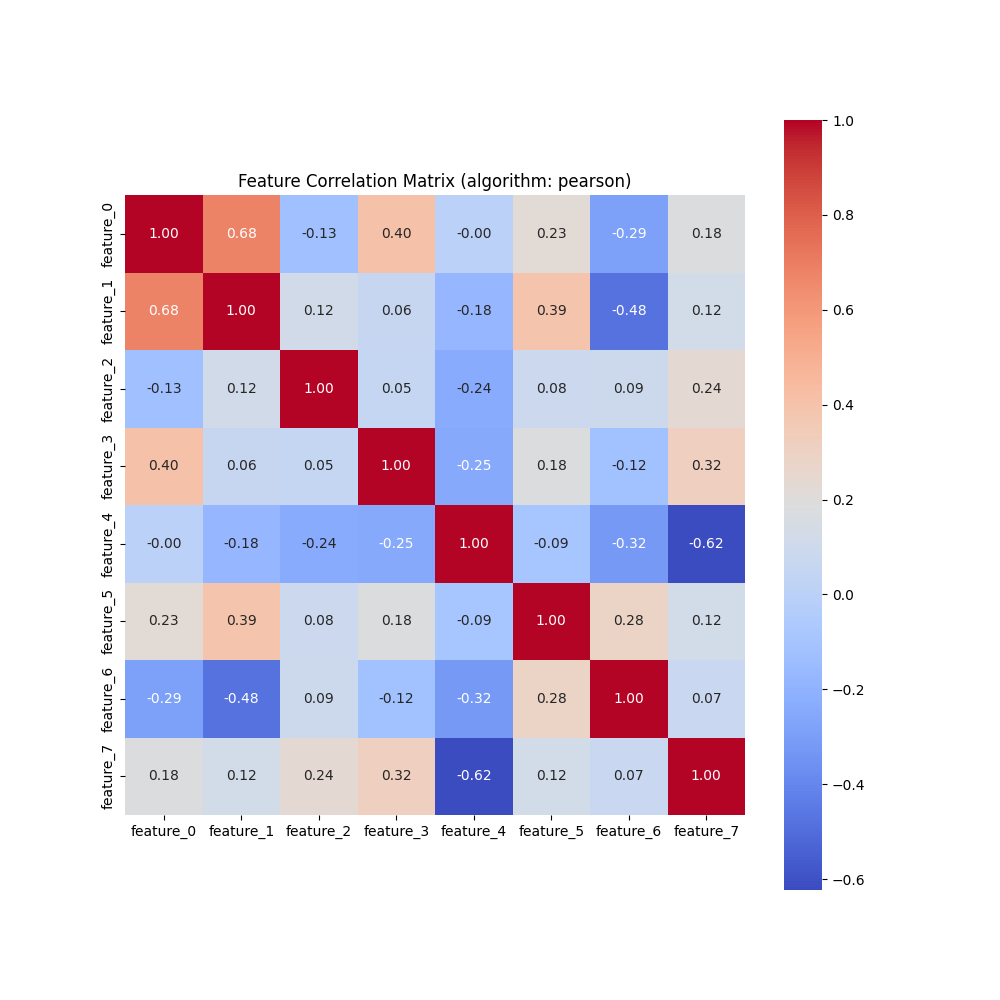 Feature Correlation Matrix (algorithm: pearson)
feature_0 1.00 0.68 -0.13 0.40 -0.00 0.23 -0.29 0.18
feature_1 0.68 1.00 0.12 0.06 -0.18 0.39 -0.48 0.12
feature_2 -0.13 0.12 1.00 0.05 -0.24 0.08 0.09 0.24
feature_3 0.40 0.06 0.05 1.00 -0.25 0.18 -0.12 0.32
feature_4 -0.00 -0.18 -0.24 -0.25 1.00 -0.09 -0.32 -0.62
feature_5 0.23 0.39 0.08 0.18 -0.09 1.00 0.28 0.12
feature_6 -0.29 -0.48 0.09 -0.12 -0.32 0.28 1.00 0.07
feature_7 0.18 0.12 0.24 0.32 -0.62 0.12 0.07 1.00
feature_0 feature_1 feature_2 feature_3 feature_4 feature_5 feature_6 feature_7
1.0
0.8
0.6
0.4
0.2
0.0
−0.2
−0.4
−0.6